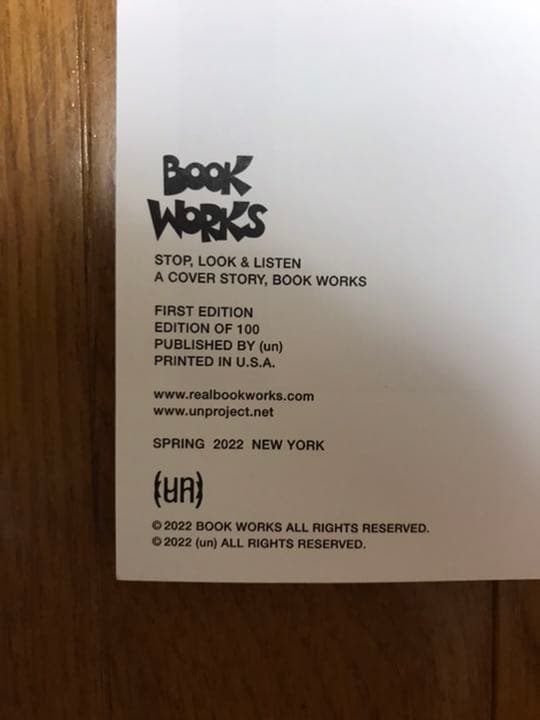 BOOK
WORKS
STOP, LOOK & LISTEN
A COVER STORY, BOOK WORKS
FIRST EDITION
EDITION OF 100
PUBLISHED BY (un)
PRINTED IN U.S.A.
www.realbookworks.com
www.unproject.net
SPRING 2022 NEW YORK
(un)
© 2022 BOOK WORKS ALL RIGHTS RESERVED.
© 2022 (un) ALL RIGHTS RESERVED.